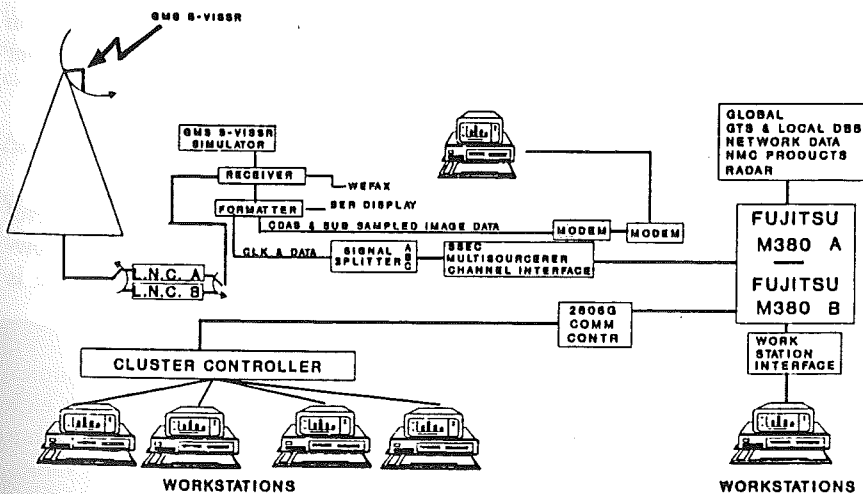 GMS S-VISSR
GMS S-VISSR
SIMULATOR
RECEIVER
WEFAX
FORMATTER
BER DISPLAY
CDAS & SUB SAMPLED IMAGE DATA
MODEM
MODEM
CLK & DATA
SIGNAL
SPLITTER
A
B
C
SSEC
MULTISOURCERER
CHANNEL INTERFACE
L.N.C. A
L.N.C. B
GLOBAL
GTS & LOCAL DBS
NETWORK DATA
NMC PRODUCTS
RADAR
FUJITSU
M380 A
FUJITSU
M380 B
2806G
COMM
CONTR
WORK
STATION
INTERFACE
CLUSTER CONTROLLER
WORKSTATIONS
WORKSTATIONS